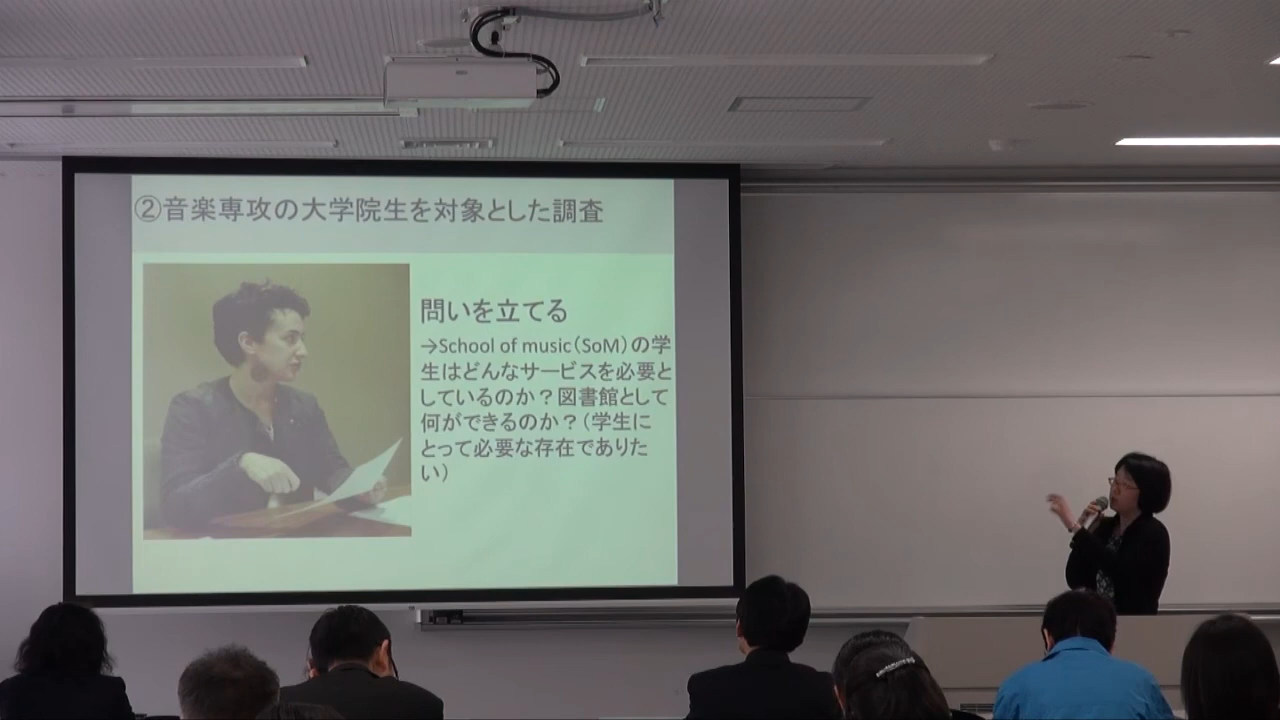 ②音楽専攻の大学院生を対象とした調査
問いを立てる
→School of music（SoM）の学
生はどんなサービスを必要と
しているのか？図書館として
何ができるのか？（学生に
とって必要な存在でありた
い）